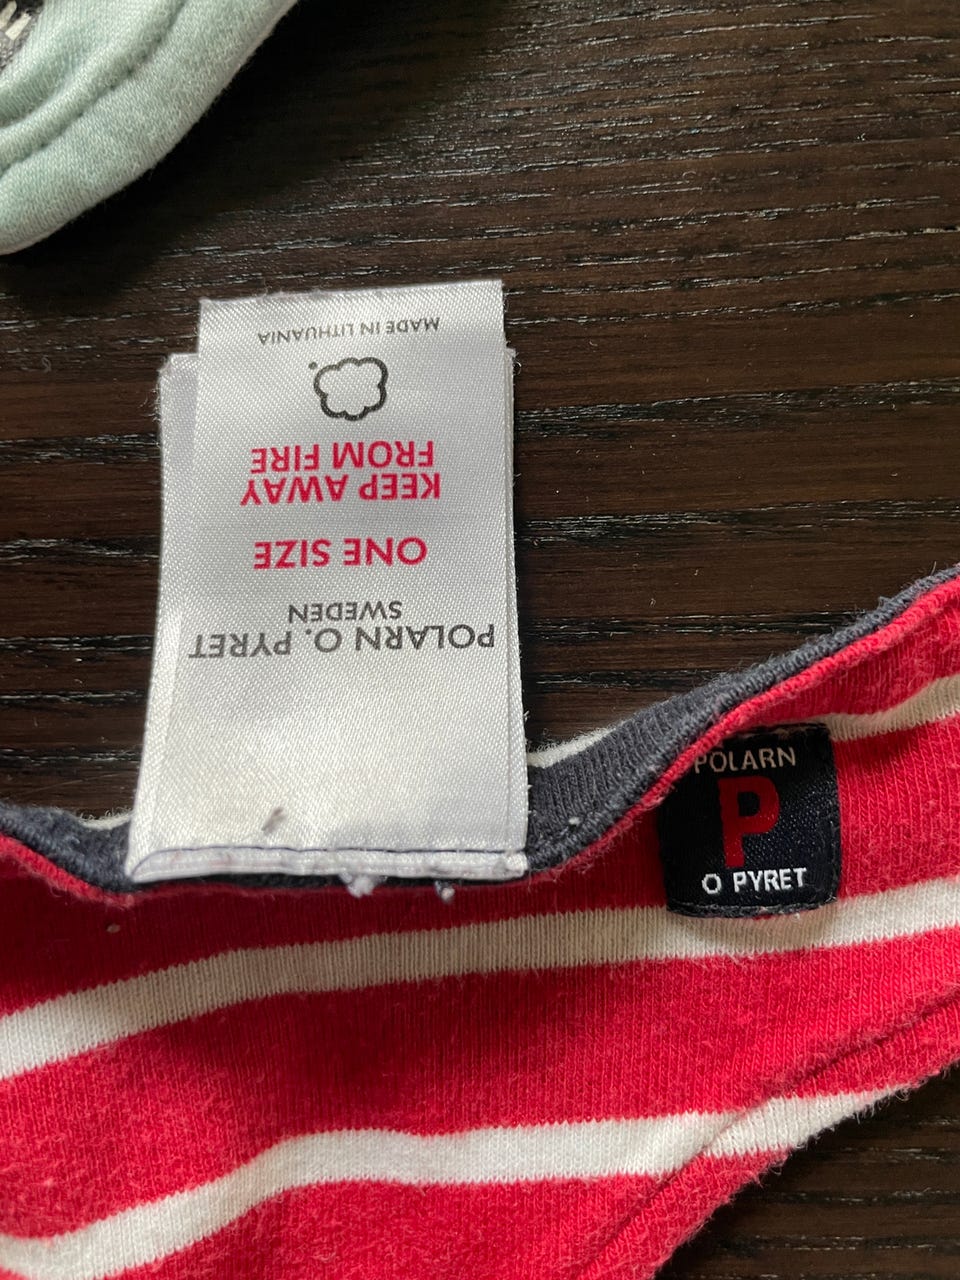 POLARN O. PYRET
SWEDEN
ONE SIZE
KEEP AWAY
FROM FIRE
MADE IN LITHUANIA
POLARN
P
O PYRET